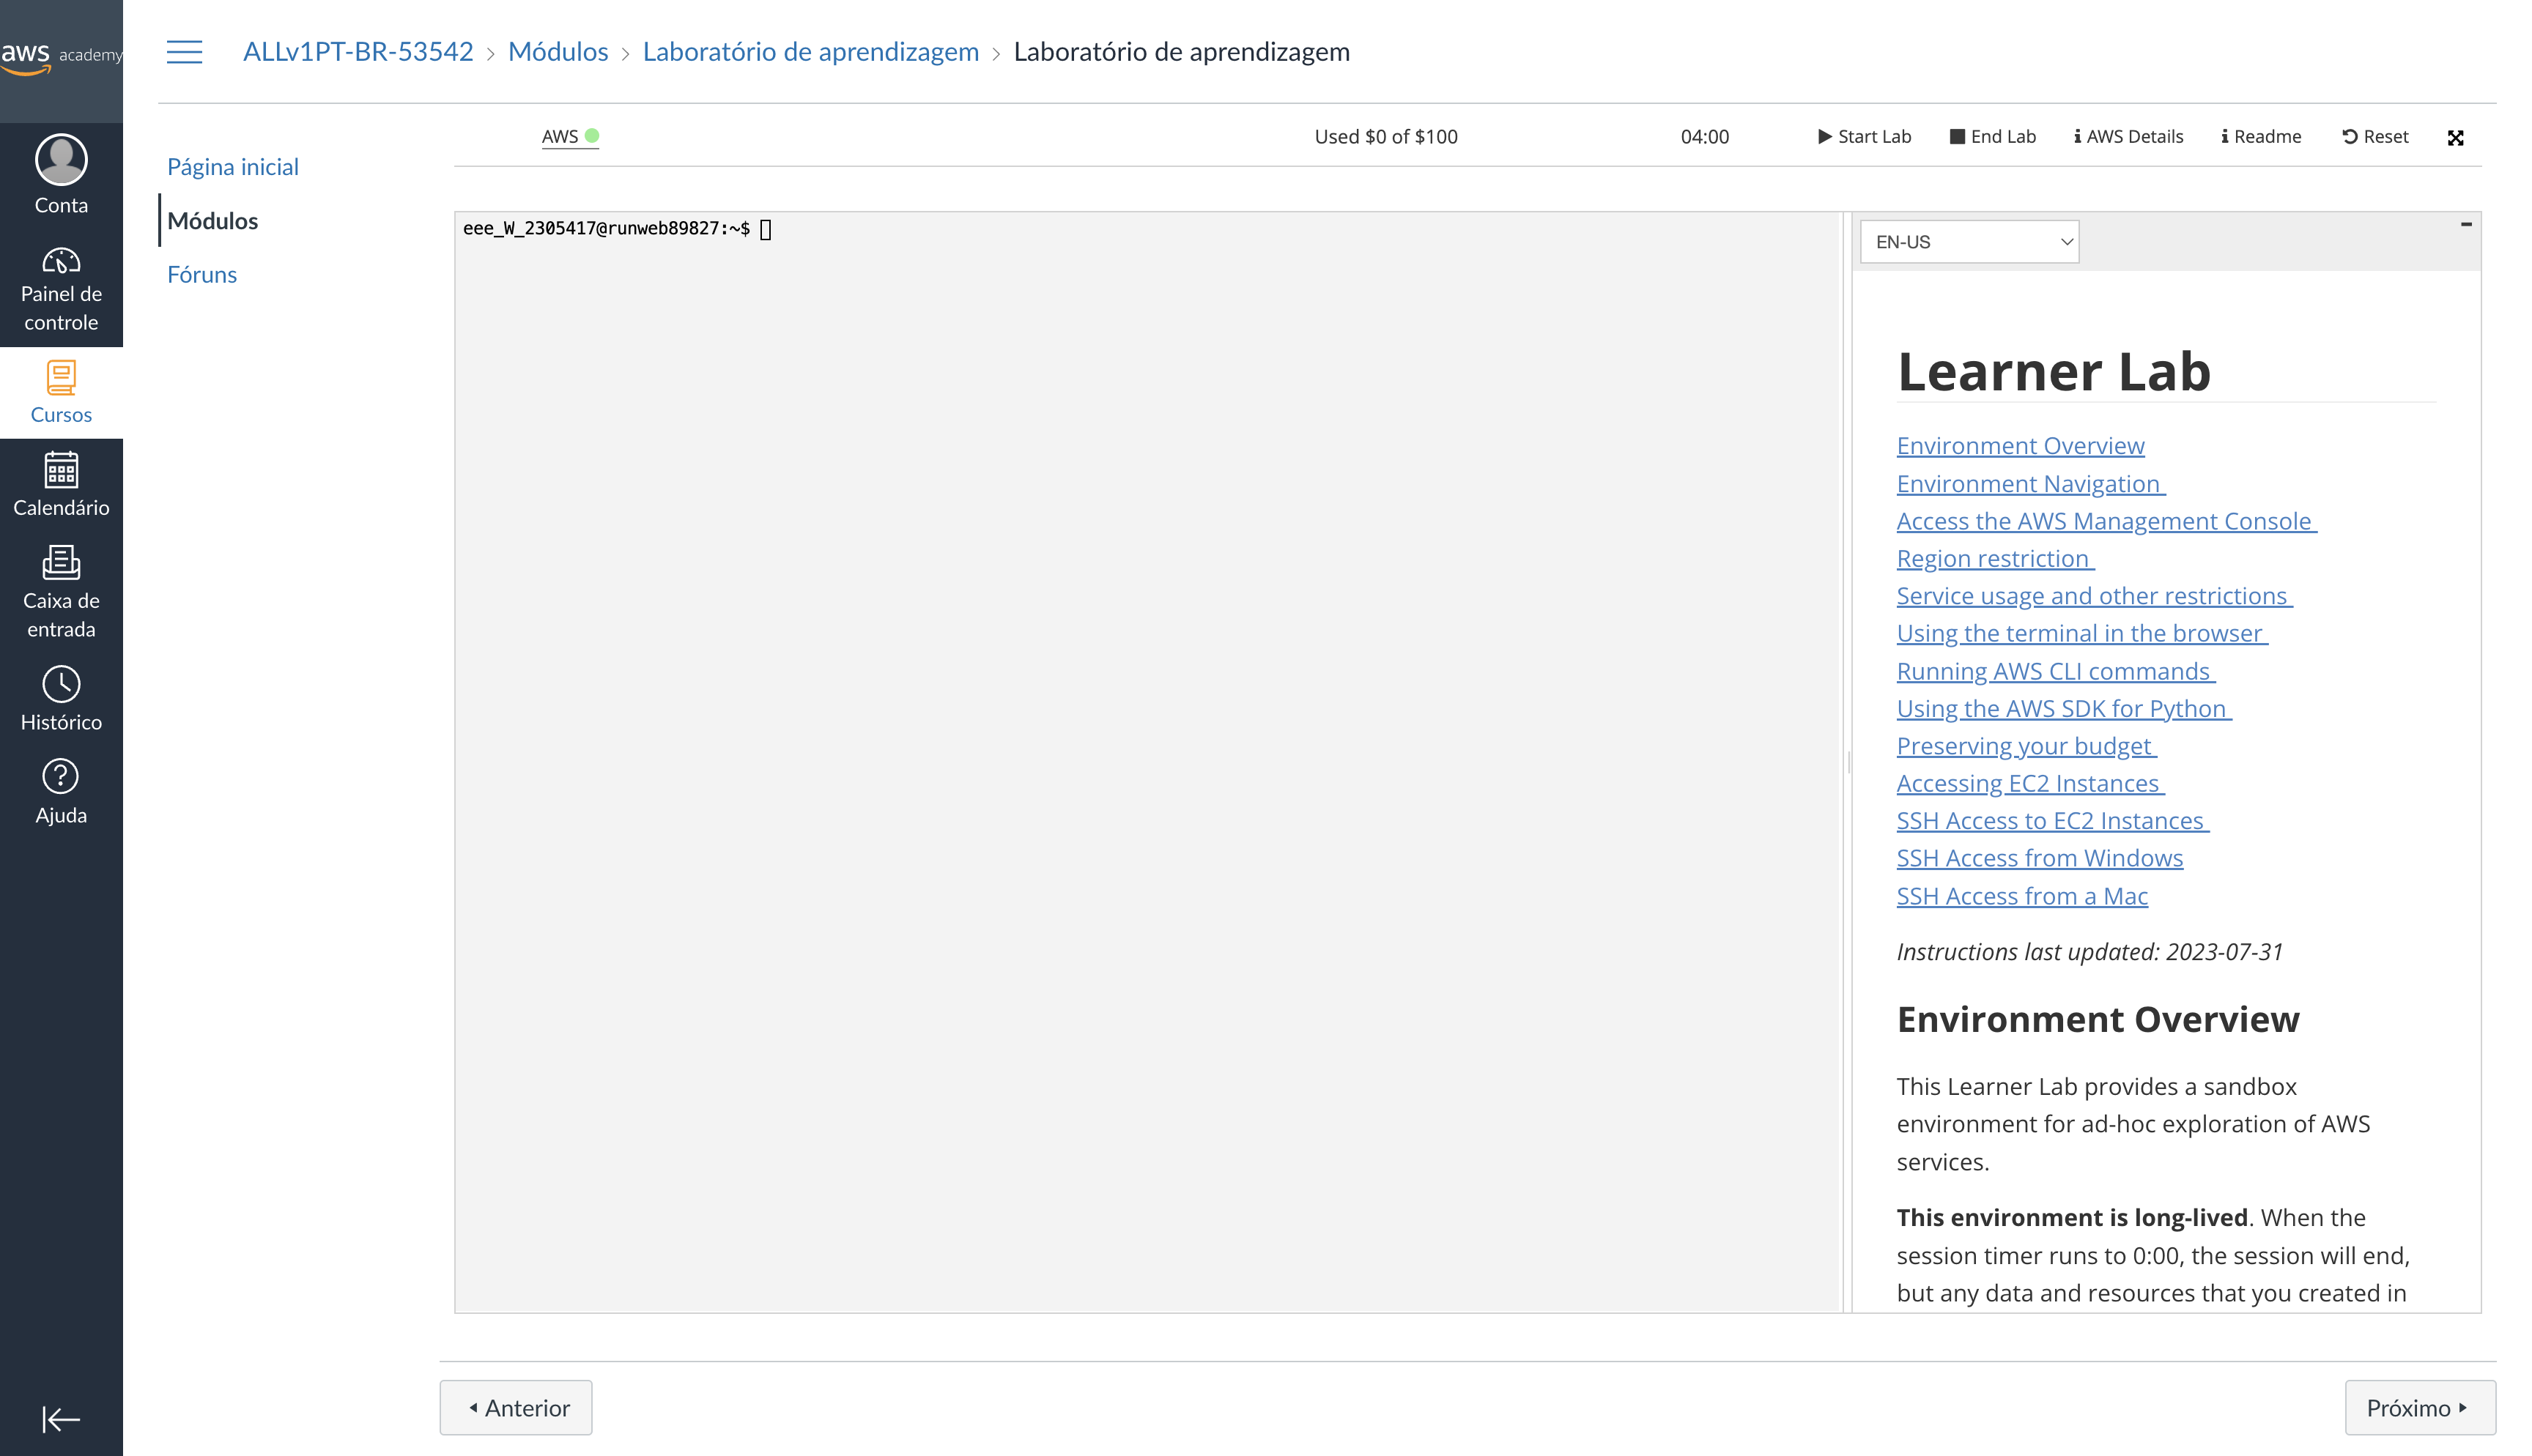 aws academy
Conta
Painel de
controle
Cursos
Calendário
Caixa de
entrada
Histórico
Ajuda
ALLv1PT-BR-53542 > Módulos > Laboratório de aprendizagem > Laboratório de aprendizagem
Página inicial
Módulos
Fóruns
AWS Used $0 of $100 04:00 Start Lab End Lab AWS Details Readme Reset
eee_W_2305417@runweb89827:~$
EN-US
Learner Lab
Environment Overview
Environment Navigation
Access the AWS Management Console
Region restriction
Service usage and other restrictions
Using the terminal in the browser
Running AWS CLI commands
Using the AWS SDK for Python
Preserving your budget
Accessing EC2 Instances
SSH Access to EC2 Instances
SSH Access from Windows
SSH Access from a Mac
Instructions last updated: 2023-07-31
Environment Overview
This Learner Lab provides a sandbox
environment for ad-hoc exploration of AWS
services.
This environment is long-lived. When the
session timer runs to 0:00, the session will end,
but any data and resources that you created in
Anterior
Próximo